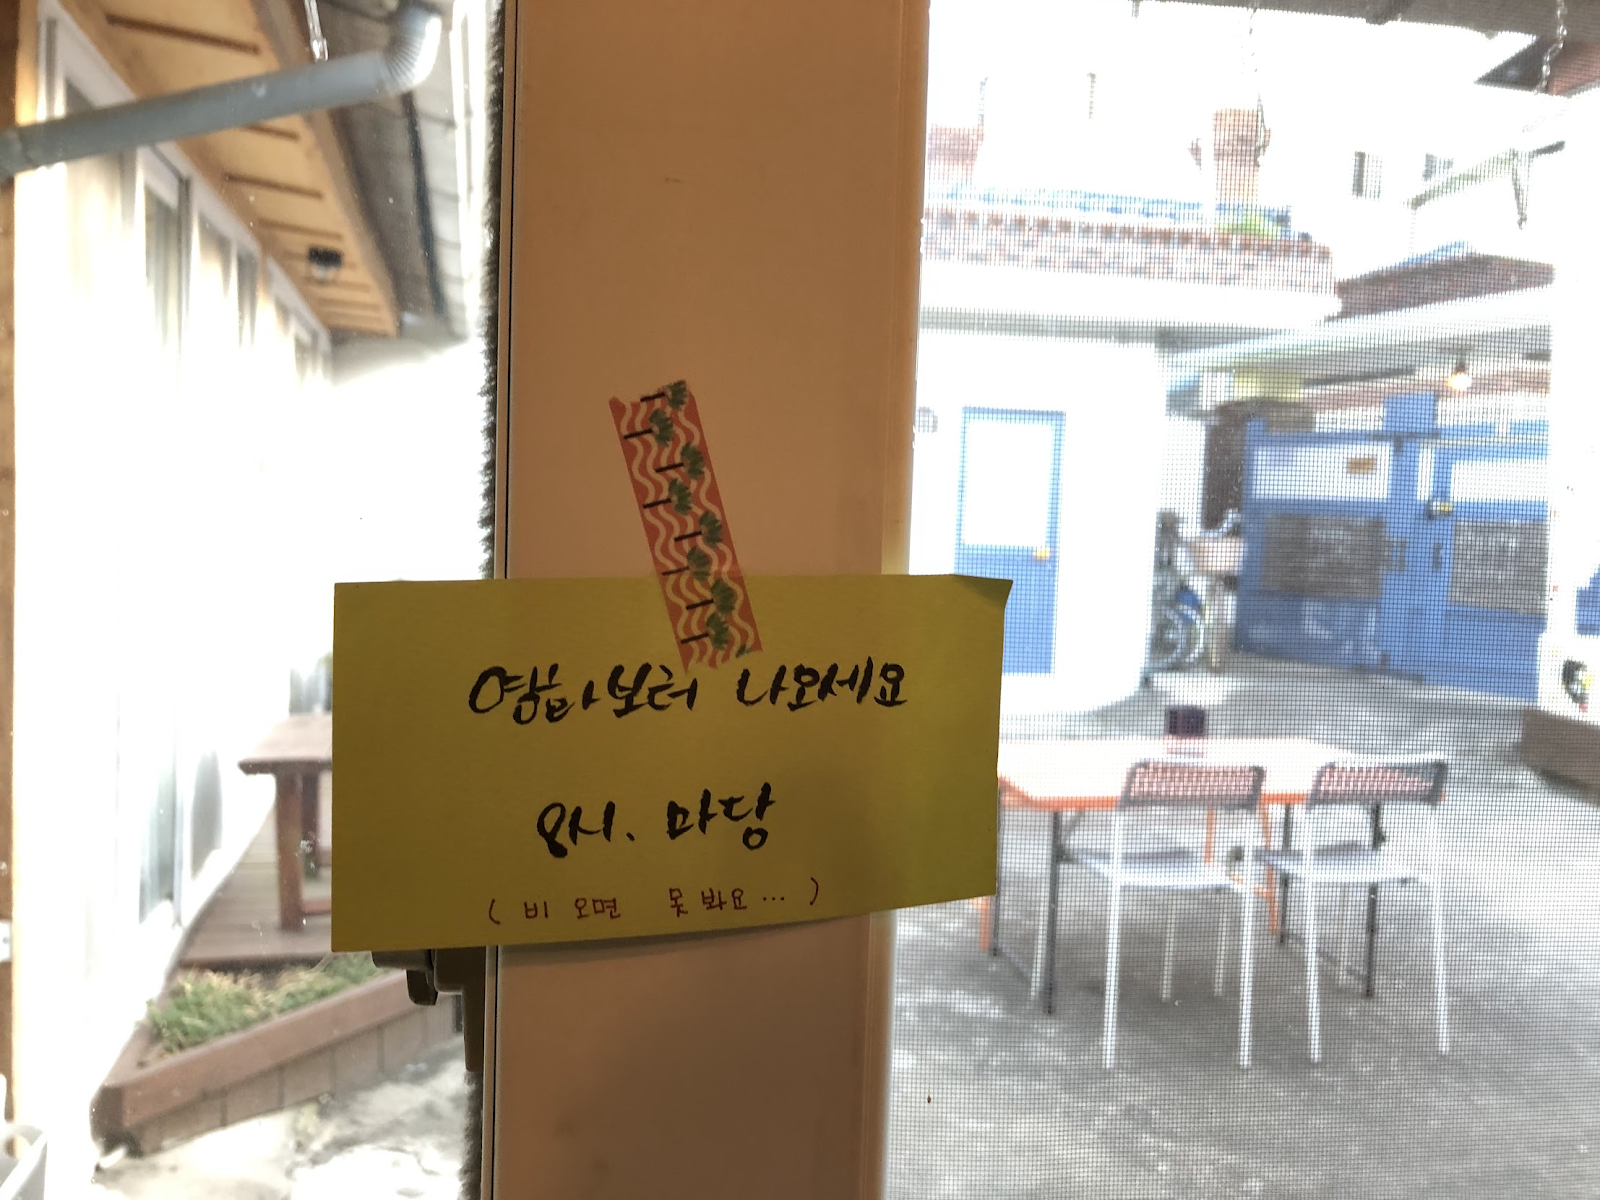 영화보러 나오세요
8시. 마당
( 비 오면 못 봐요... )